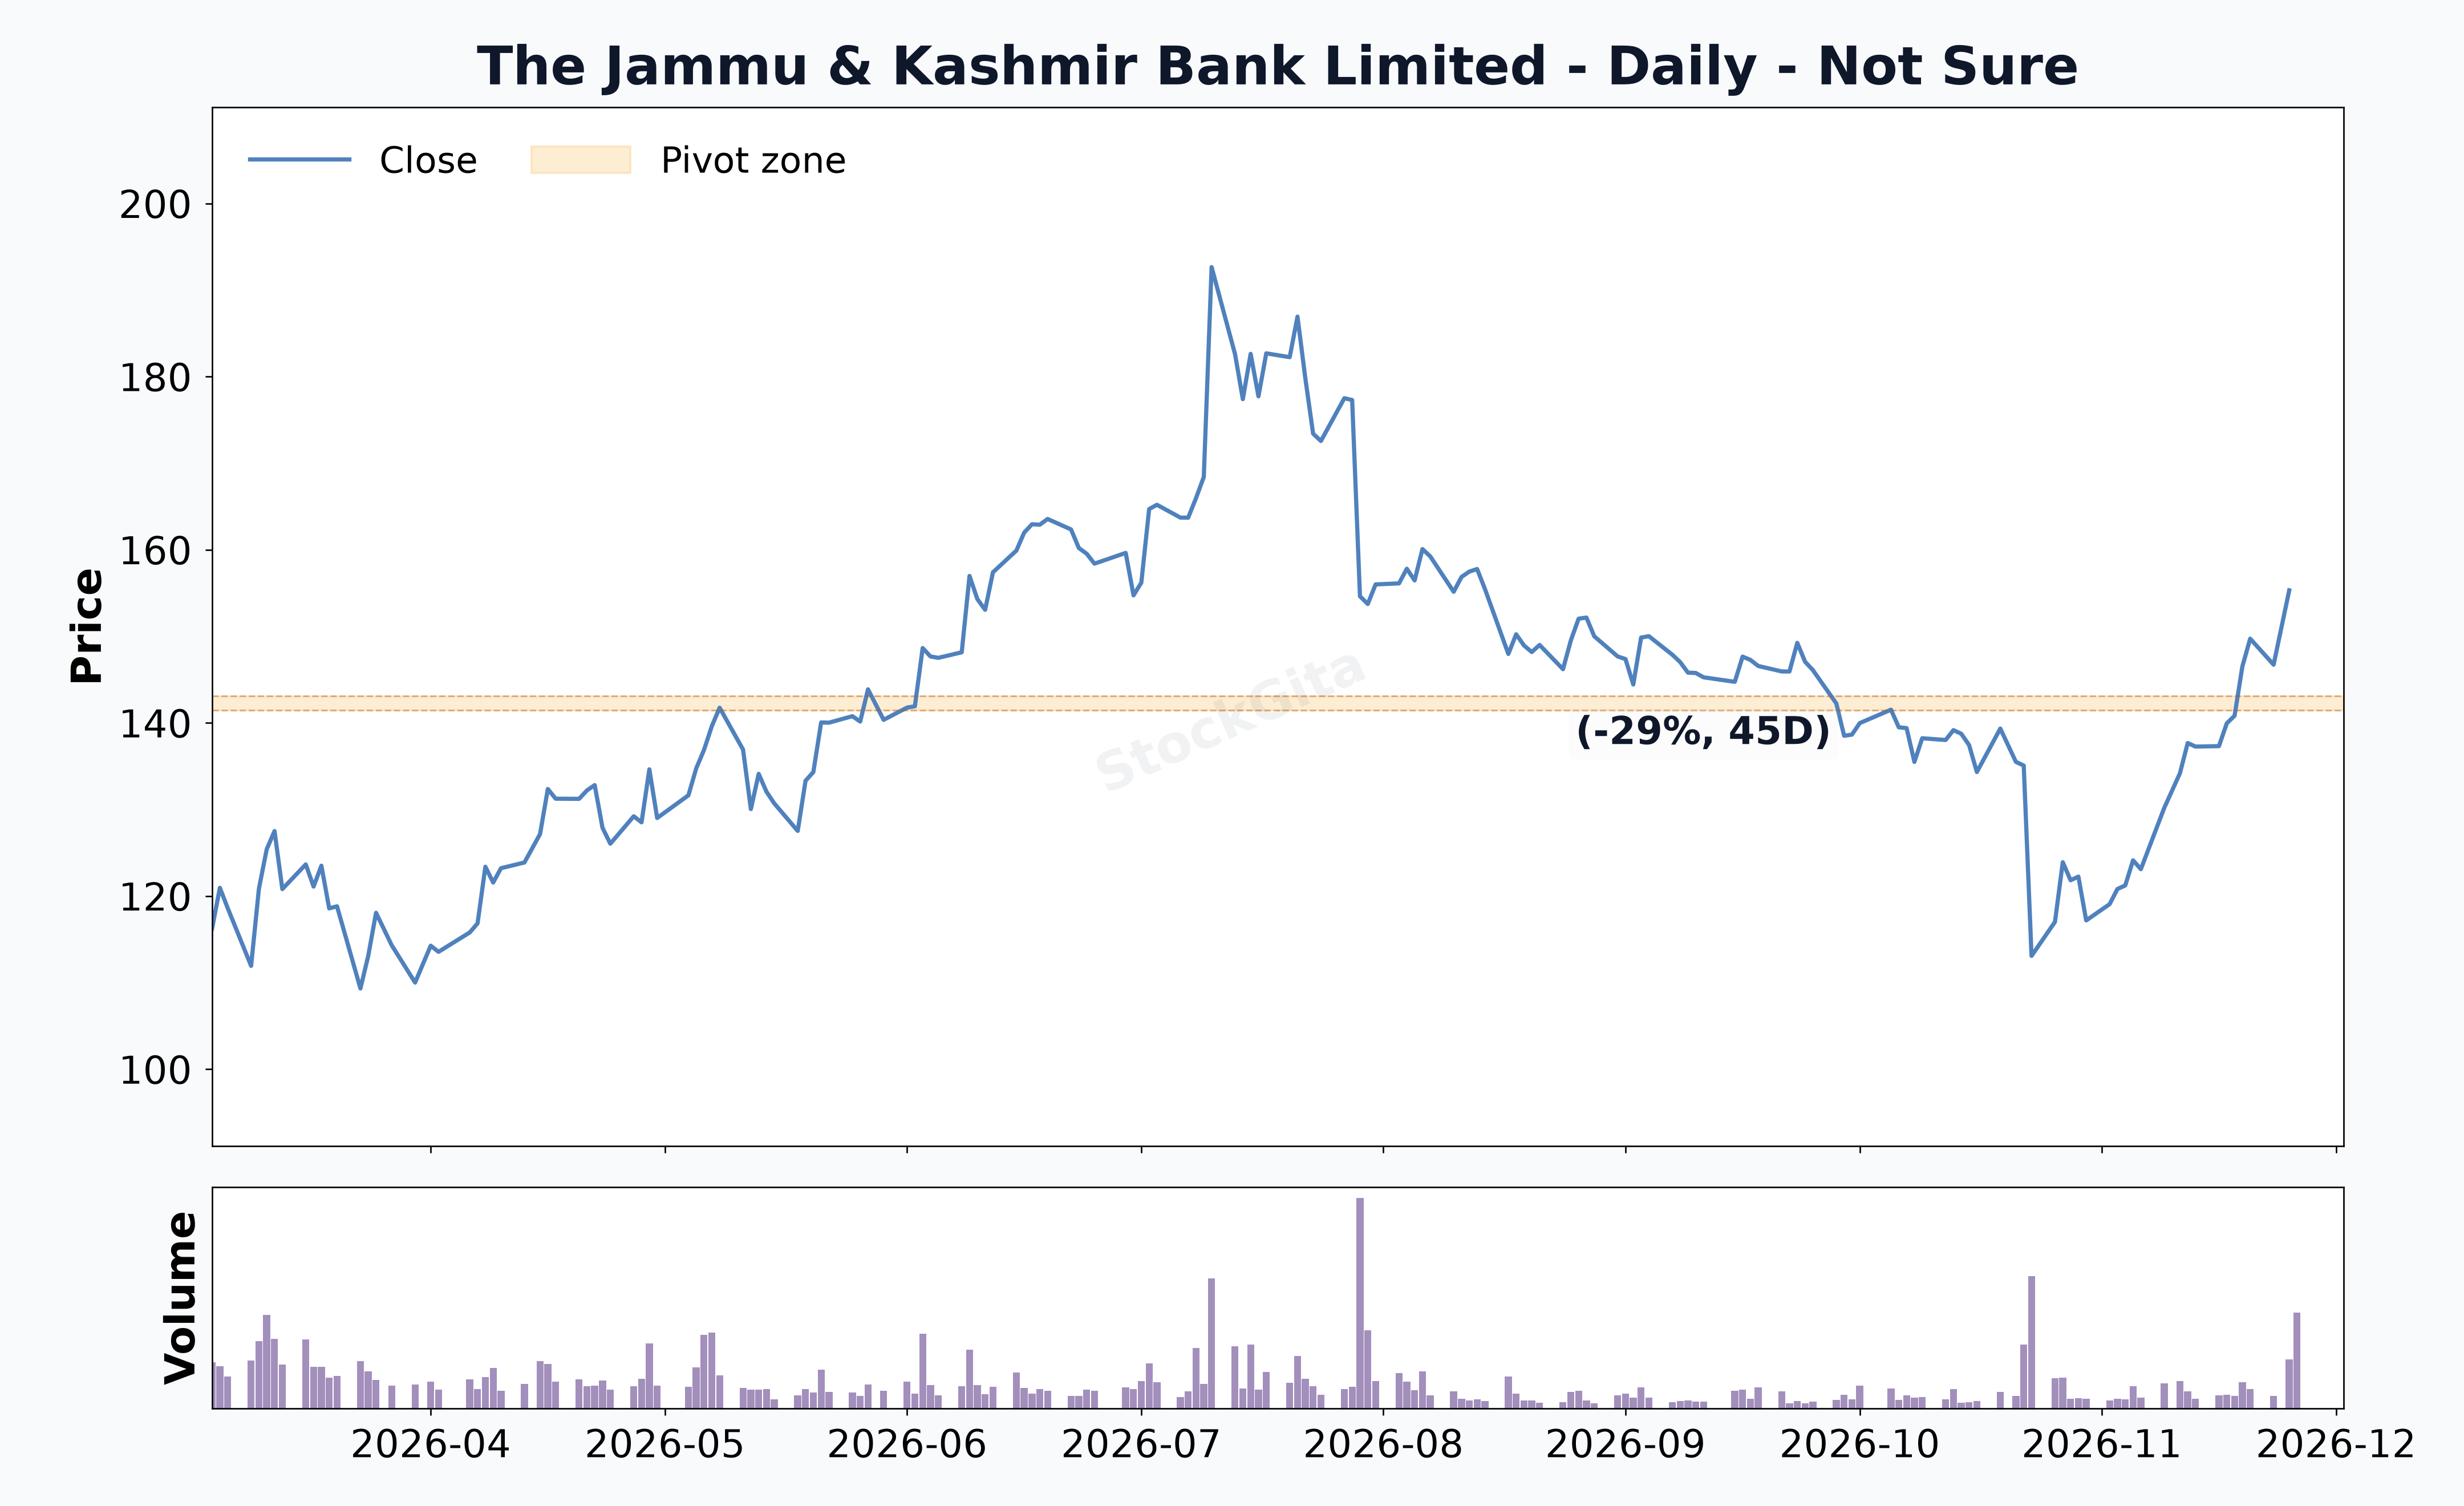 The Jammu & Kashmir Bank Limited - Daily - Not Sure
Close
Pivot zone
Price
200
180
160
140
120
100
StockGita
(-29%, 45D)
Volume
2026-04
2026-05
2026-06
2026-07
2026-08
2026-09
2026-10
2026-11
2026-12